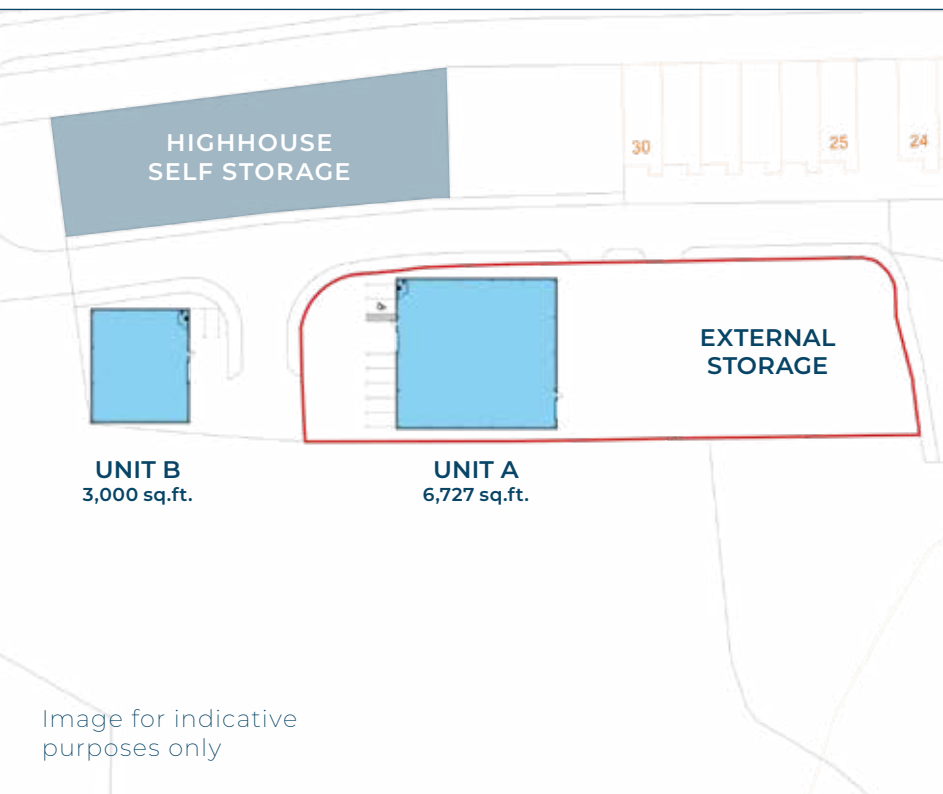 HIGHHOUSE
SELF STORAGE
30
25
24
EXTERNAL
STORAGE
UNIT B
3,000 sq.ft.
UNIT A
6,727 sq.ft.
Image for indicative
purposes only